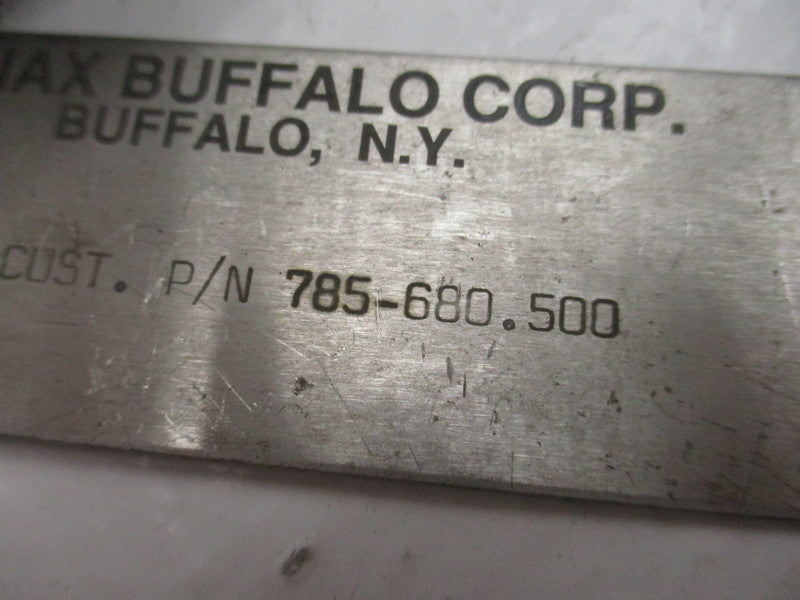 BUFFALO CORP.
BUFFALO, N.Y.
CUST. P/N 785-680.500